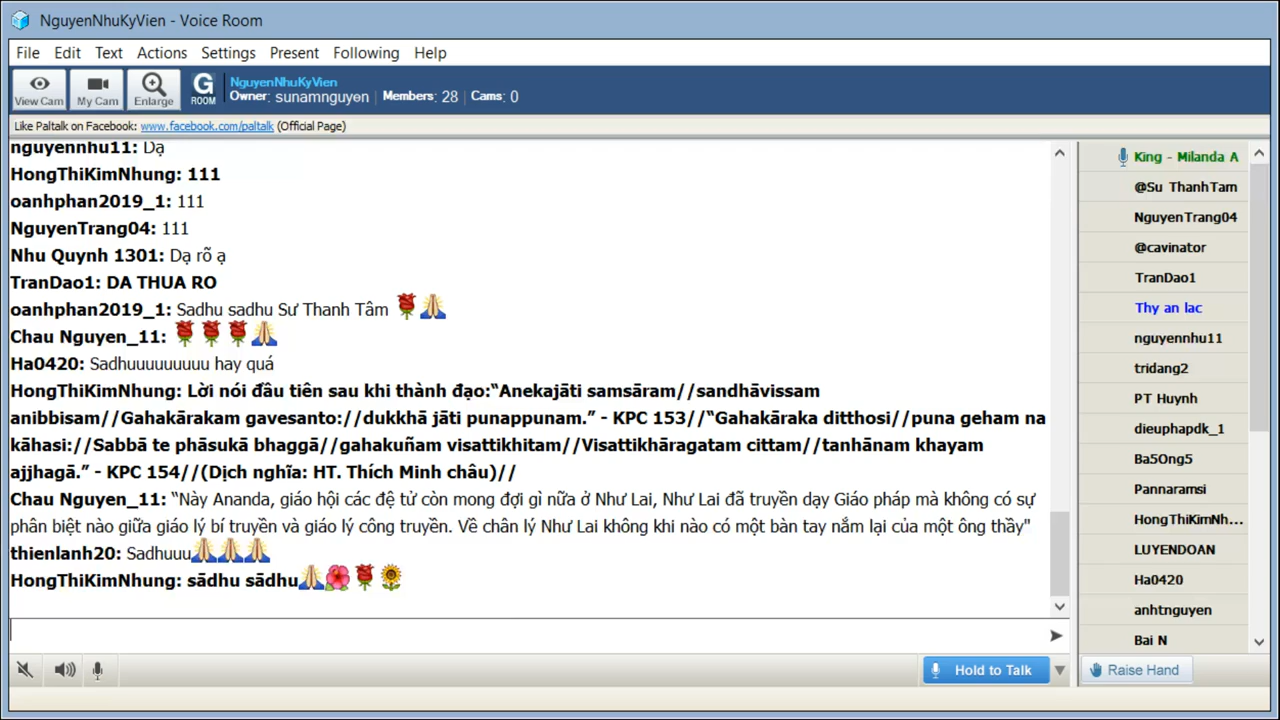 NguyenNhuKyVien - Voice Room
File Edit Text Actions Settings Present Following Help
View Cam My Cam Enlarge G ROOM
NguyenNhuKyVien
Owner: sunamnguyen | Members: 28 | Cams: 0
Like Paltalk on Facebook: www.facebook.com/paltalk (Official Page)
nguyennhu11: Dạ
HongThiKimNhung: 111
oanhphan2019_1: 111
NguyenTrang04: 111
Nhu Quynh 1301: Dạ rõ ạ
TranDao1: DA THUA RO
oanhphan2019_1: Sadhu sadhu Sư Thanh Tâm 🌹🙏
Chau Nguyen_11: 🌹🌹🌹🙏
Ha0420: Sadhuuuuuuuuu hay quá
HongThiKimNhung: Lời nói đầu tiên sau khi thành đạo:“Anekajāti samsāram//sandhāvissam
anibbisam//Gahakārakam gavesanto://dukkhā jāti punappunam.” - KPC 153//“Gahakāraka ditthosi//puna geham na
kāhasi://Sabbā te phāsukā bhaggā//gahakuñam visattikhitam//Visattikhāragatam cittam//tanhānam khayam
ajjhagā.” - KPC 154//(Dịch nghĩa: HT. Thích Minh châu)//
Chau Nguyen_11: “Này Ananda, giáo hội các đệ tử còn mong đợi gì nữa ở Như Lai, Như Lai đã truyền dạy Giáo pháp mà không có sự
phân biệt nào giữa giáo lý bí truyền và giáo lý công truyền. Về chân lý Như Lai không khi nào có một bàn tay nắm lại của một ông thầy"
thienlanh20: Sadhuuu🙏🙏🙏
HongThiKimNhung: sādhu sādhu🙏🌺🌹🌻
Hold to Talk
King - Milanda A
@Su ThanhTam
NguyenTrang04
@cavinator
TranDao1
Thy an lac
nguyennhu11
tridang2
PT Huynh
dieuphapdk_1
Ba5Ong5
Pannaramsi
HongThiKimNh...
LUYENDOAN
Ha0420
anhtnguyen
Bai N
Raise Hand